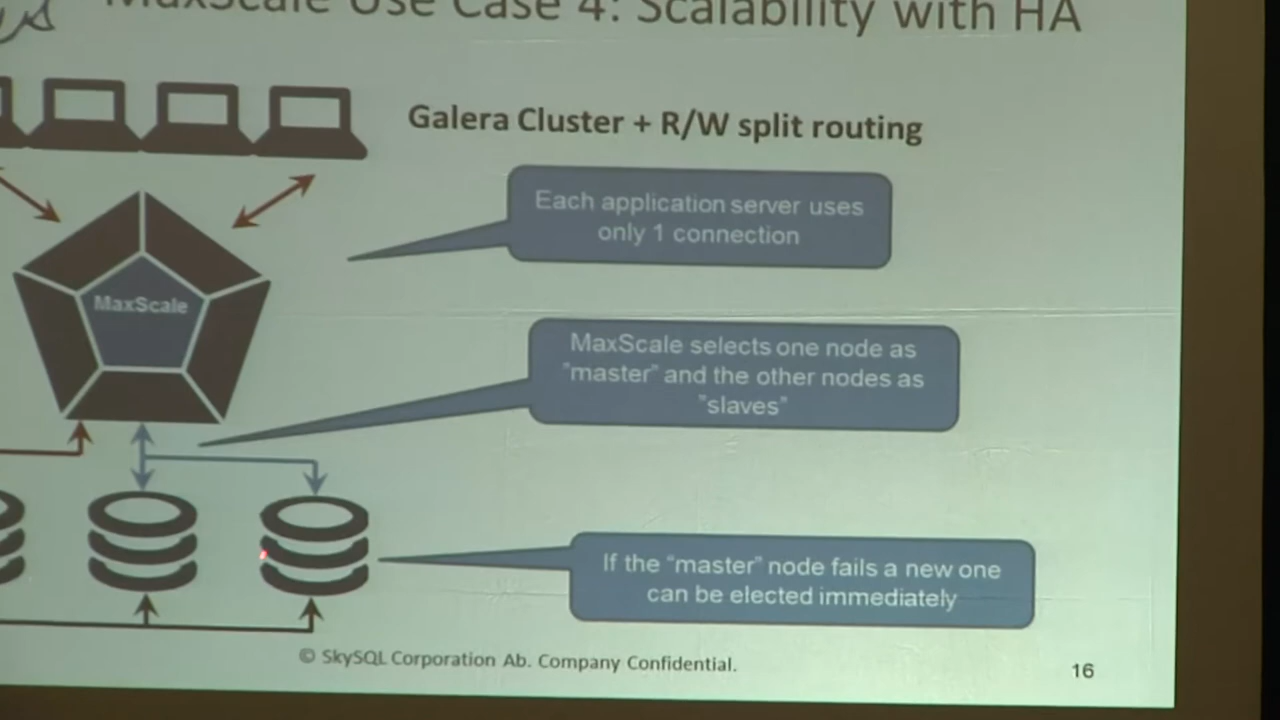 MaxScale Use Case 4: Scalability with HA
Galera Cluster + R/W split routing
Each application server uses
only 1 connection
MaxScale
MaxScale selects one node as
"master" and the other nodes as
"slaves"
If the "master" node fails a new one
can be elected immediately
© SkySQL Corporation Ab. Company Confidential.
16